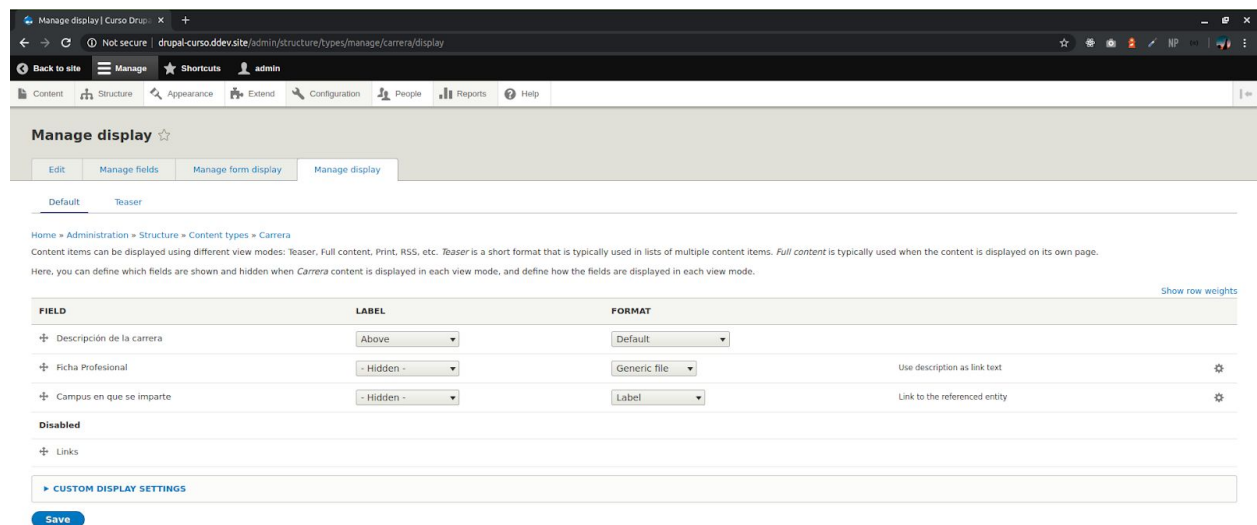 Manage display | Curso Drupa
Not secure | drupal-curso.ddev.site/admin/structure/types/manage/carrera/display
NP
Back to site Manage Shortcuts admin
Content Structure Appearance Extend Configuration People Reports Help
Manage display
Edit Manage fields Manage form display Manage display
Default Teaser
Home » Administration » Structure » Content types » Carrera
Content items can be displayed using different view modes: Teaser, Full content, Print, RSS, etc. Teaser is a short format that is typically used in lists of multiple content items. Full content is typically used when the content is displayed on its own page.
Here, you can define which fields are shown and hidden when Carrera content is displayed in each view mode, and define how the fields are displayed in each view mode.
Show row weights
FIELD LABEL FORMAT
Descripción de la carrera Above Default
Ficha Profesional - Hidden - Generic file Use description as link text
Campus en que se imparte - Hidden - Label Link to the referenced entity
Disabled
Links
CUSTOM DISPLAY SETTINGS
Save